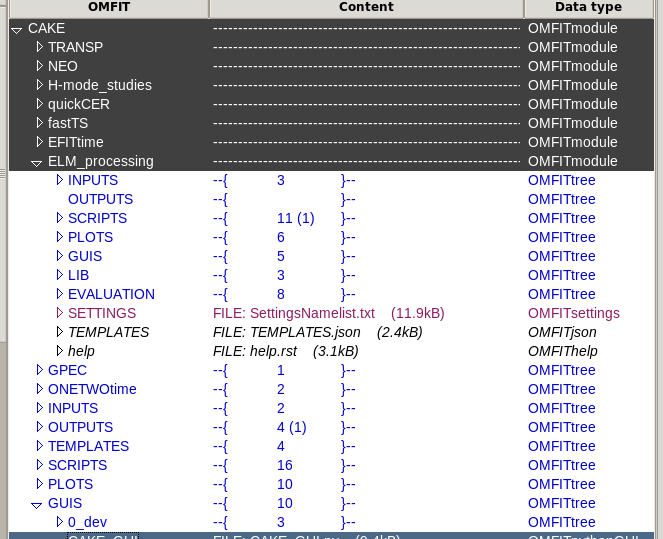 OMFIT Content Data type
CAKE ---------------------------------------------------------- OMFITmodule
TRANSP ---------------------------------------------------------- OMFITmodule
NEO ---------------------------------------------------------- OMFITmodule
H-mode_studies ---------------------------------------------------------- OMFITmodule
quickCER ---------------------------------------------------------- OMFITmodule
fastTS ---------------------------------------------------------- OMFITmodule
EFITtime ---------------------------------------------------------- OMFITmodule
ELM_processing ---------------------------------------------------------- OMFITmodule
INPUTS --{ 3 }-- OMFITtree
OUTPUTS --{ }-- OMFITtree
SCRIPTS --{ 11 (1) }-- OMFITtree
PLOTS --{ 6 }-- OMFITtree
GUIS --{ 5 }-- OMFITtree
LIB --{ 3 }-- OMFITtree
EVALUATION --{ 8 }-- OMFITtree
SETTINGS FILE: SettingsNamelist.txt (11.9kB) OMFITsettings
TEMPLATES FILE: TEMPLATES.json (2.4kB) OMFITjson
help FILE: help.rst (3.1kB) OMFIThelp
GPEC --{ 1 }-- OMFITtree
ONETWOtime --{ 2 }-- OMFITtree
INPUTS --{ 2 }-- OMFITtree
OUTPUTS --{ 4 (1) }-- OMFITtree
TEMPLATES --{ 4 }-- OMFITtree
SCRIPTS --{ 16 }-- OMFITtree
PLOTS --{ 10 }-- OMFITtree
GUIS --{ 10 }-- OMFITtree
0_dev --{ 3 }-- OMFITtree